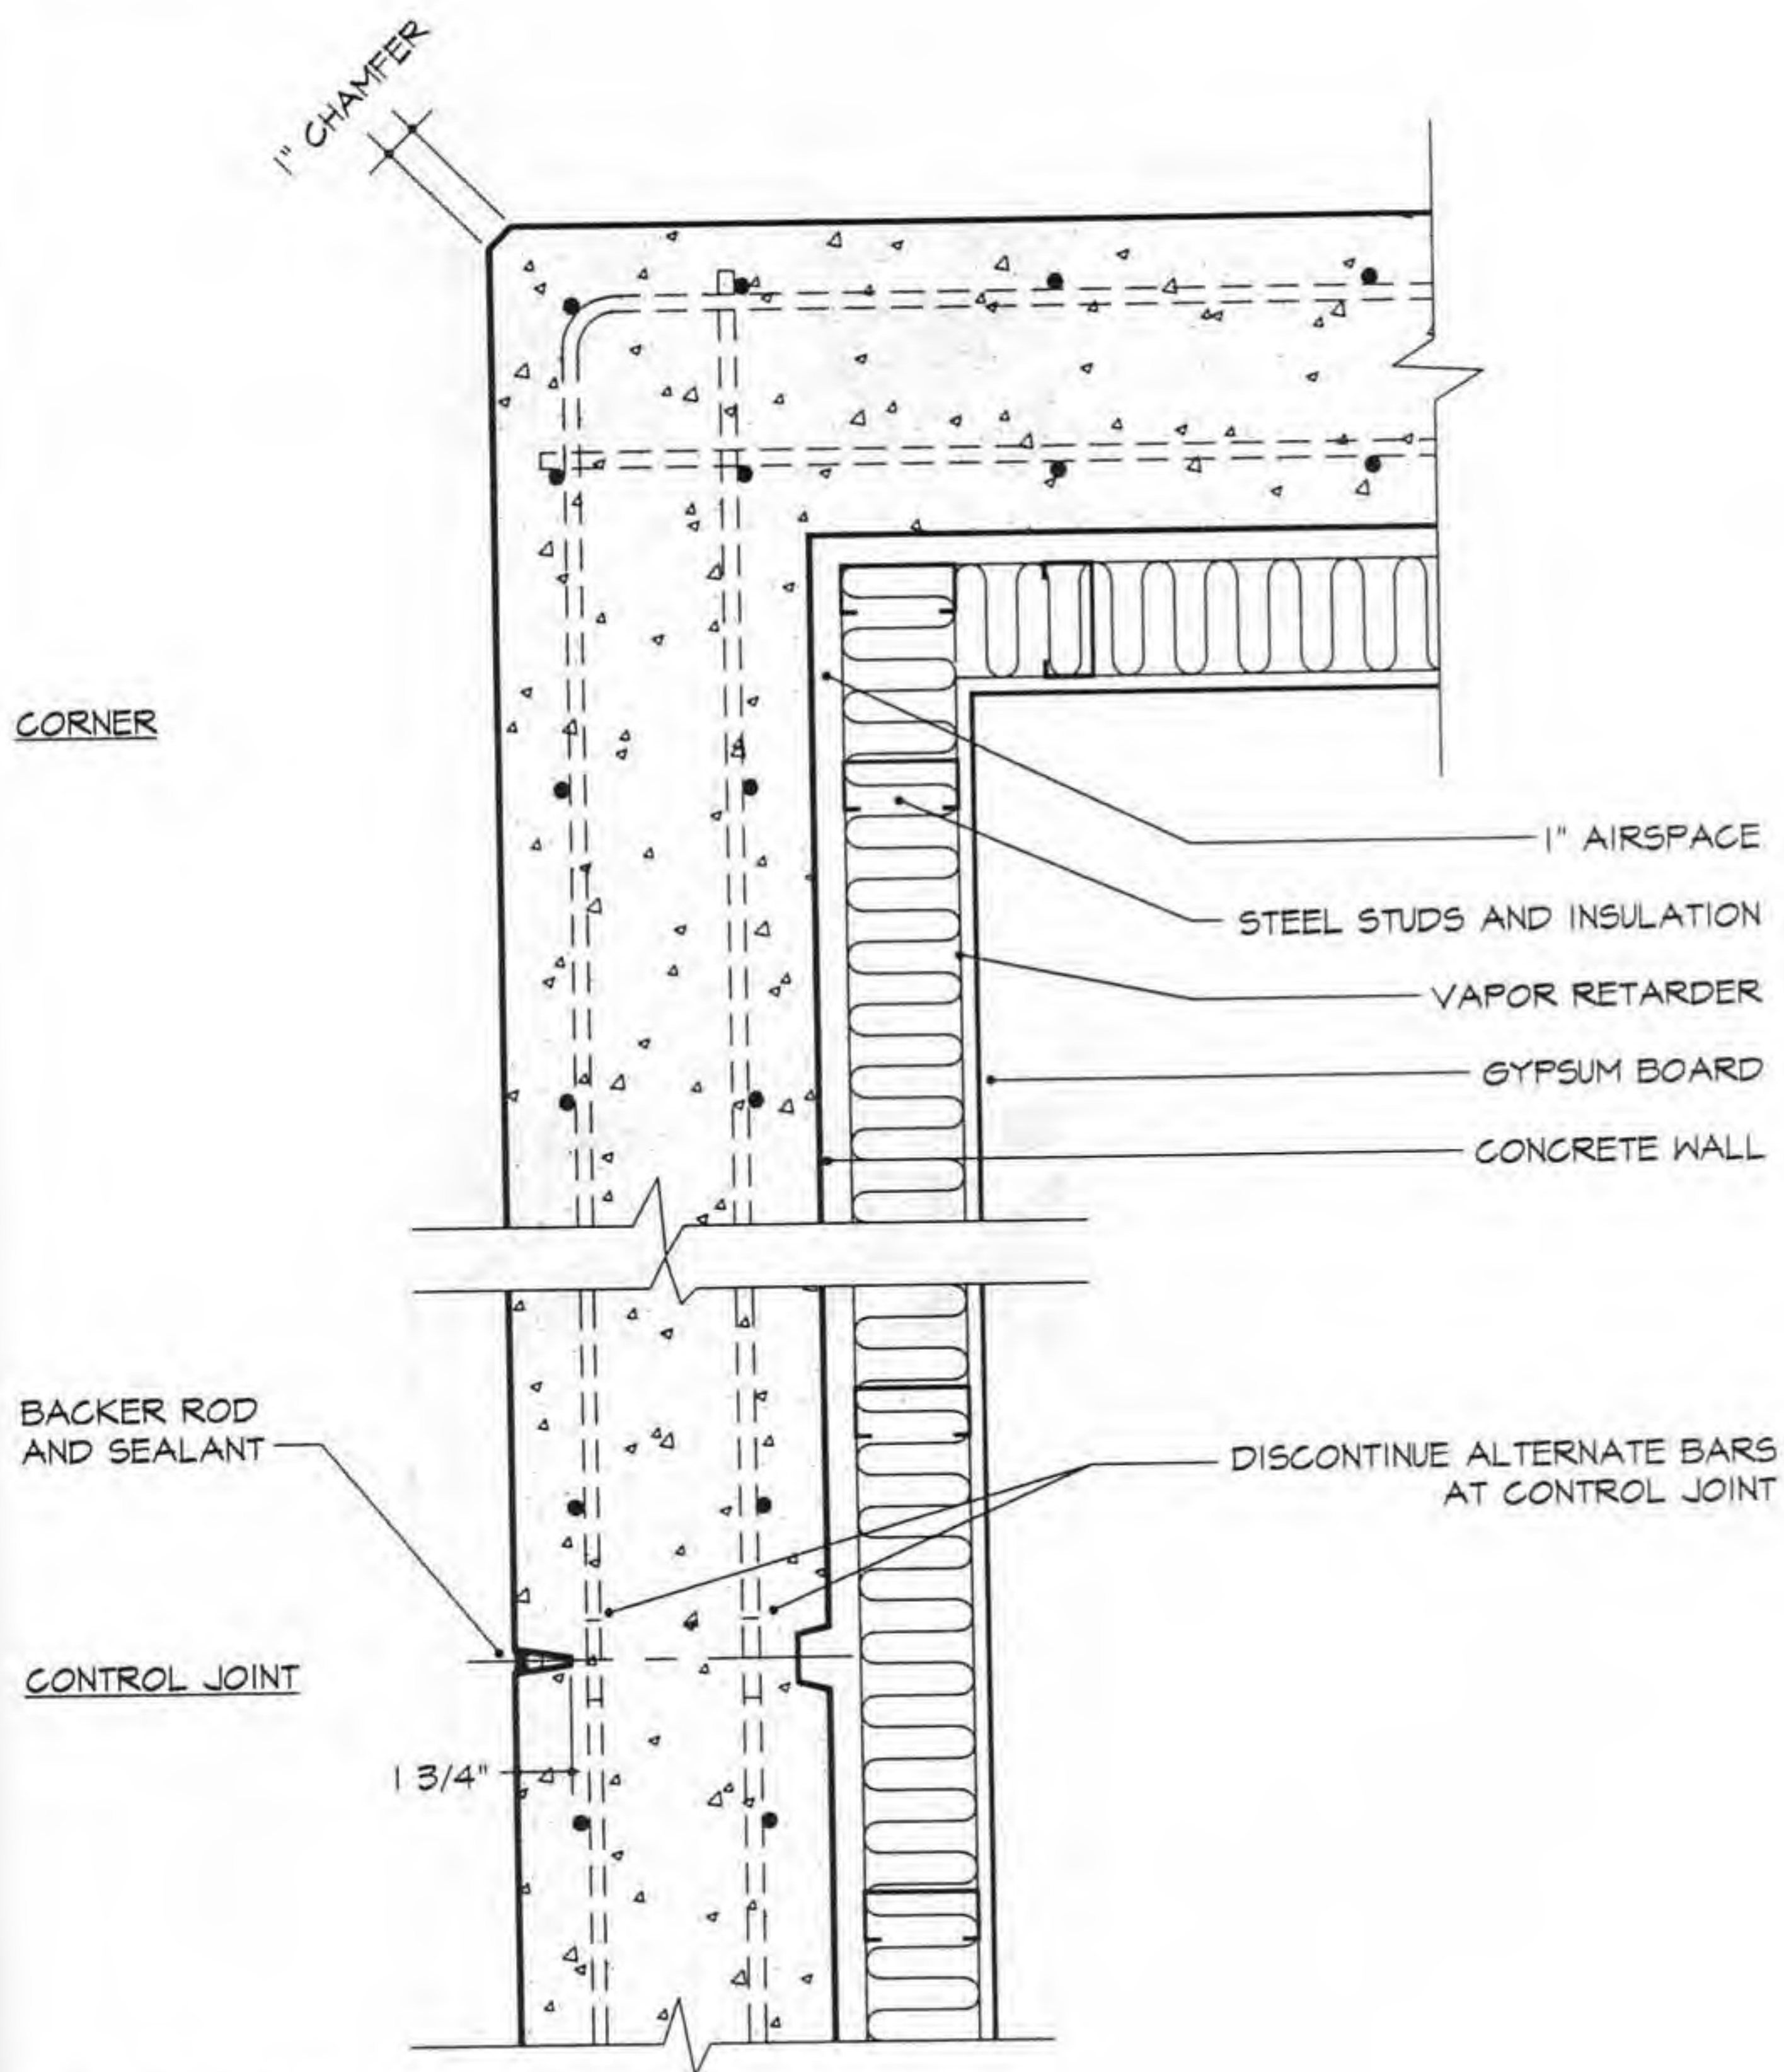 1" CHAMFER
CORNER
1" AIRSPACE
STEEL STUDS AND INSULATION
VAPOR RETARDER
GYPSUM BOARD
CONCRETE WALL
BACKER ROD
AND SEALANT
DISCONTINUE ALTERNATE BARS
AT CONTROL JOINT
CONTROL JOINT
1 3/4"